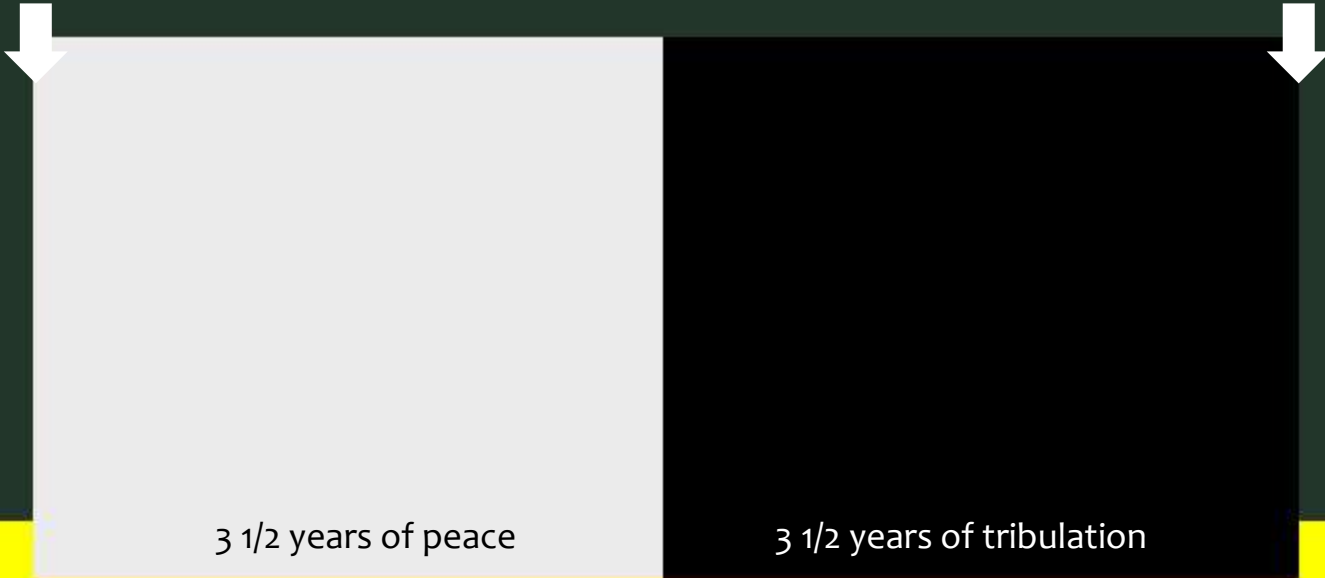 3 1/2 years of peace
3 1/2 years of tribulation